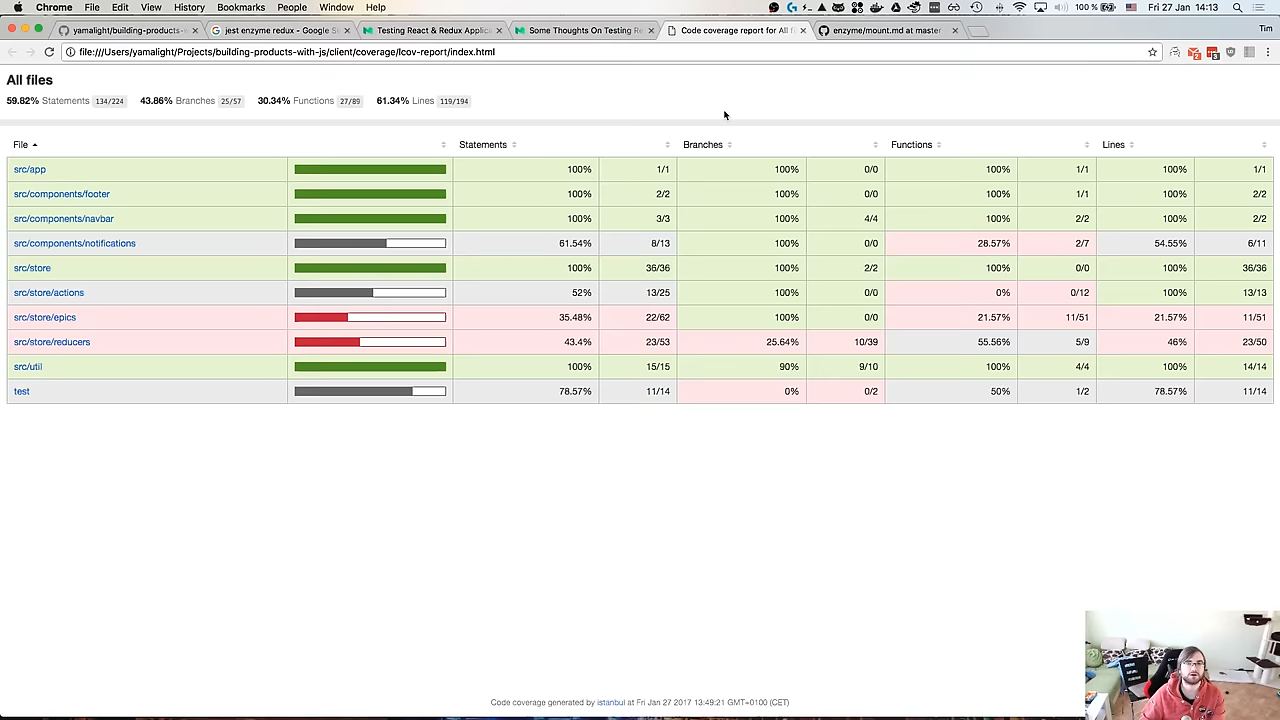 Chrome File Edit View History Bookmarks People Window Help 100 % Fri 27 Jan 14:13
yamalight/building-products-w jest enzyme redux - Google S Testing React & Redux Applic Some Thoughts On Testing Re Code coverage report for All fi enzyme/mount.md at master Tim
file:///Users/yamalight/Projects/building-products-with-js/client/coverage/lcov-report/index.html
All files
59.82% Statements 134/224 43.86% Branches 25/57 30.34% Functions 27/89 61.34% Lines 119/194
File Statements Branches Functions Lines
src/app 100% 1/1 100% 0/0 100% 1/1 100% 1/1
src/components/footer 100% 2/2 100% 0/0 100% 1/1 100% 2/2
src/components/navbar 100% 3/3 100% 4/4 100% 2/2 100% 2/2
src/components/notifications 61.54% 8/13 100% 0/0 28.57% 2/7 54.55% 6/11
src/store 100% 36/36 100% 2/2 100% 0/0 100% 36/36
src/store/actions 52% 13/25 100% 0/0 0% 0/12 100% 13/13
src/store/epics 35.48% 22/62 100% 0/0 21.57% 11/51 21.57% 11/51
src/store/reducers 43.4% 23/53 25.64% 10/39 55.56% 5/9 46% 23/50
src/util 100% 15/15 90% 9/10 100% 4/4 100% 14/14
test 78.57% 11/14 0% 0/2 50% 1/2 78.57% 11/14
Code coverage generated by istanbul at Fri Jan 27 2017 13:49:21 GMT+0100 (CET)